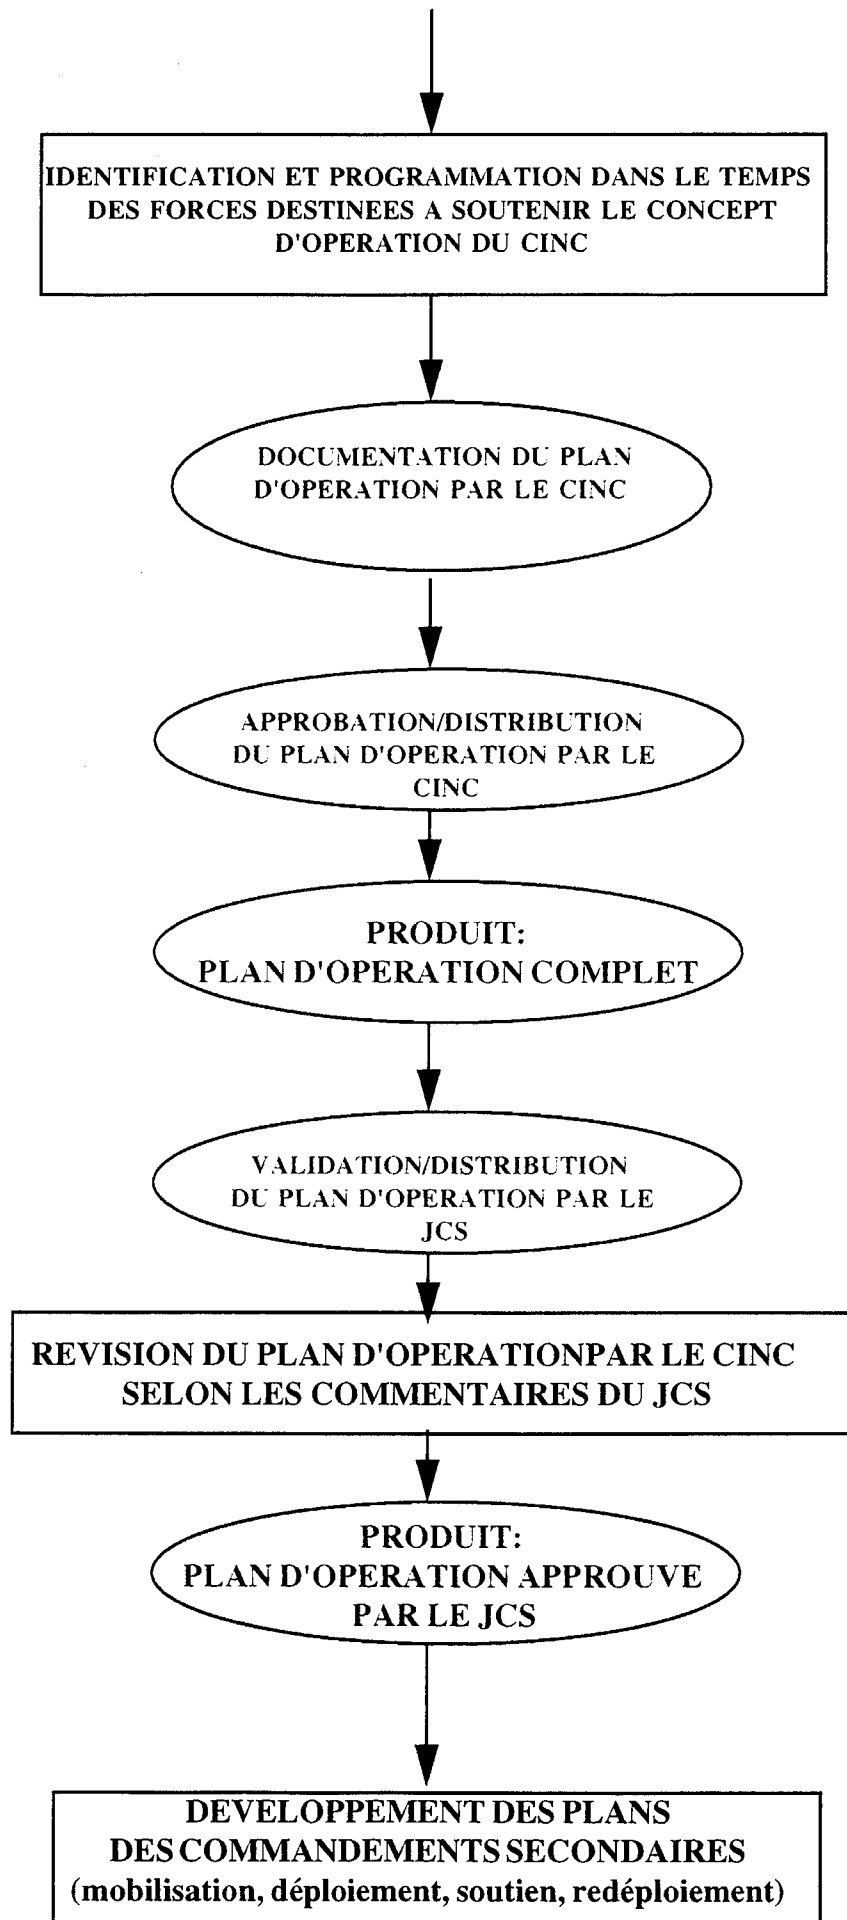 IDENTIFICATION ET PROGRAMMATION DANS LE TEMPS
DES FORCES DESTINEES A SOUTENIR LE CONCEPT
D'OPERATION DU CINC
DOCUMENTATION DU PLAN
D'OPERATION PAR LE CINC
APPROBATION/DISTRIBUTION
DU PLAN D'OPERATION PAR LE
CINC
PRODUIT:
PLAN D'OPERATION COMPLET
VALIDATION/DISTRIBUTION
DU PLAN D'OPERATION PAR LE
JCS
REVISION DU PLAN D'OPERATIONPAR LE CINC
SELON LES COMMENTAIRES DU JCS
PRODUIT:
PLAN D'OPERATION APPROUVE
PAR LE JCS
DEVELOPPEMENT DES PLANS
DES COMMANDEMENTS SECONDAIRES
(mobilisation, déploiement, soutien, redéploiement)